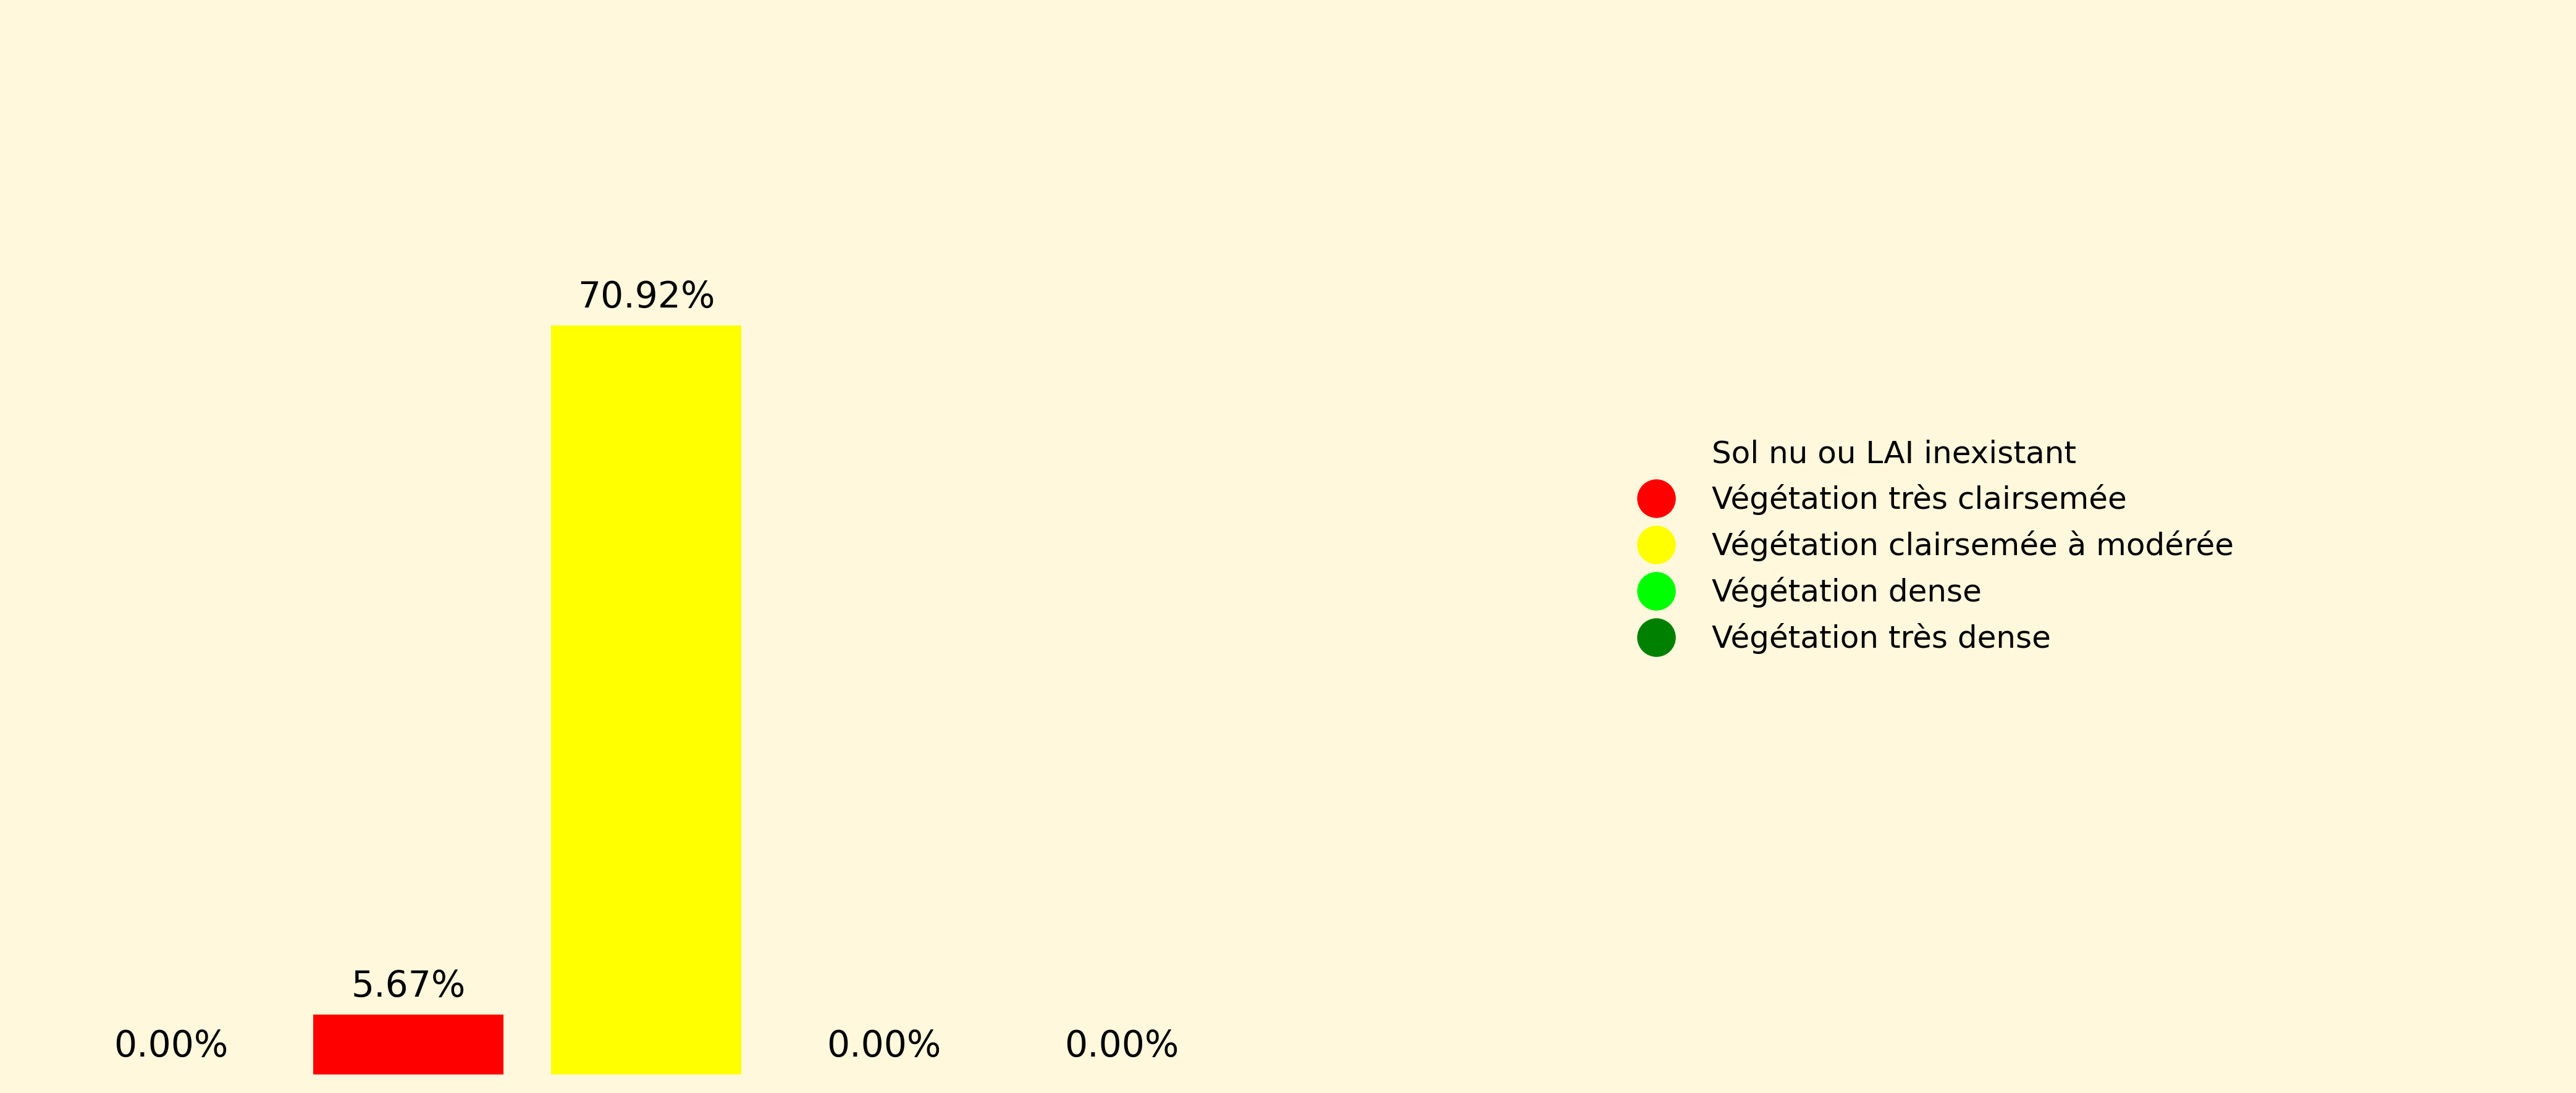 70.92%
5.67%
0.00%
0.00%
0.00%
Sol nu ou LAI inexistant
Végétation très clairsemée
Végétation clairsemée à modérée
Végétation dense
Végétation très dense